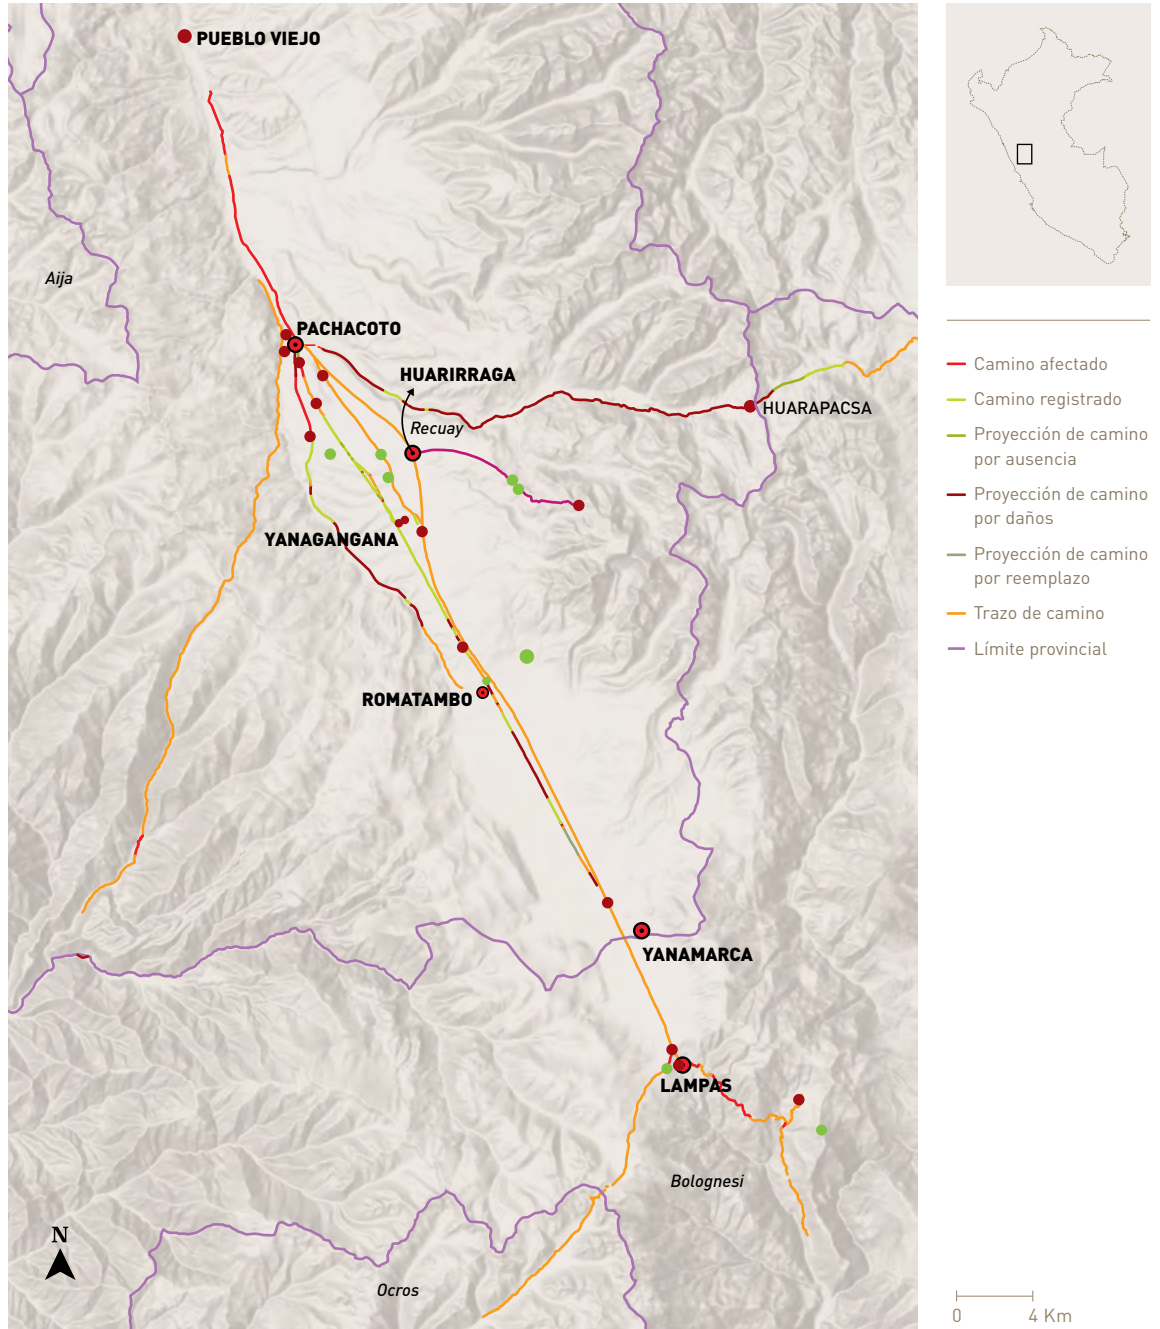 PUEBLO VIEJO
Aija
PACHACOTO
HUARIRRAGA
HUARAPACSA
Recuay
YANAGANGANA
ROMATAMBO
YANAMARCA
LAMPAS
Bolognesi
Ocros
N
Camino afectado
Camino registrado
Proyección de camino
por ausencia
Proyección de camino
por daños
Proyección de camino
por reemplazo
Trazo de camino
Límite provincial
0 4 Km